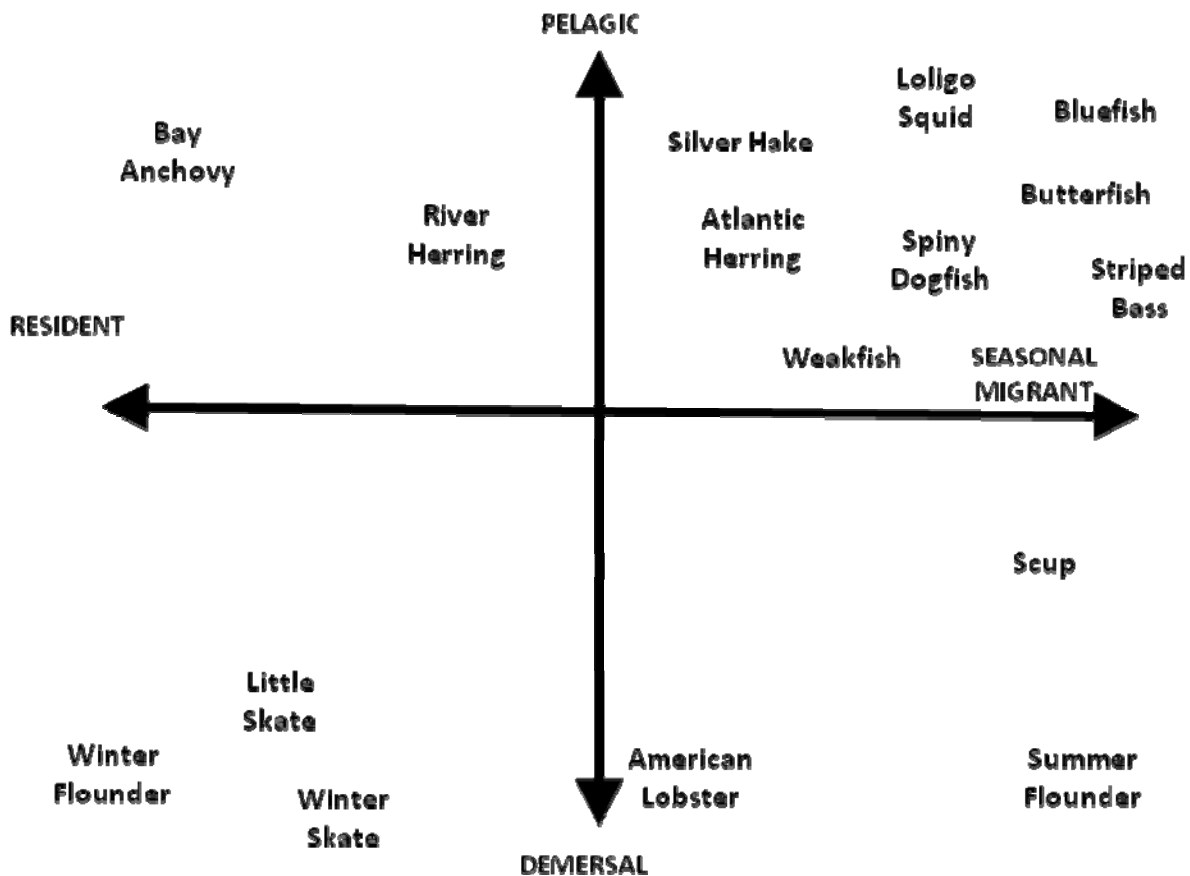 PELAGIC
Loligo
Squid
Bluefish
Bay
Anchovy
Silver Hake
Butterfish
River
Herring
Atlantic
Herring
Spiny
Dogfish
Striped
Bass
RESIDENT
Weakfish
SEASONAL
MIGRANT
Scup
Little
Skate
Winter
Flounder
Winter
Skate
American
Lobster
Summer
Flounder
DEMERSAL